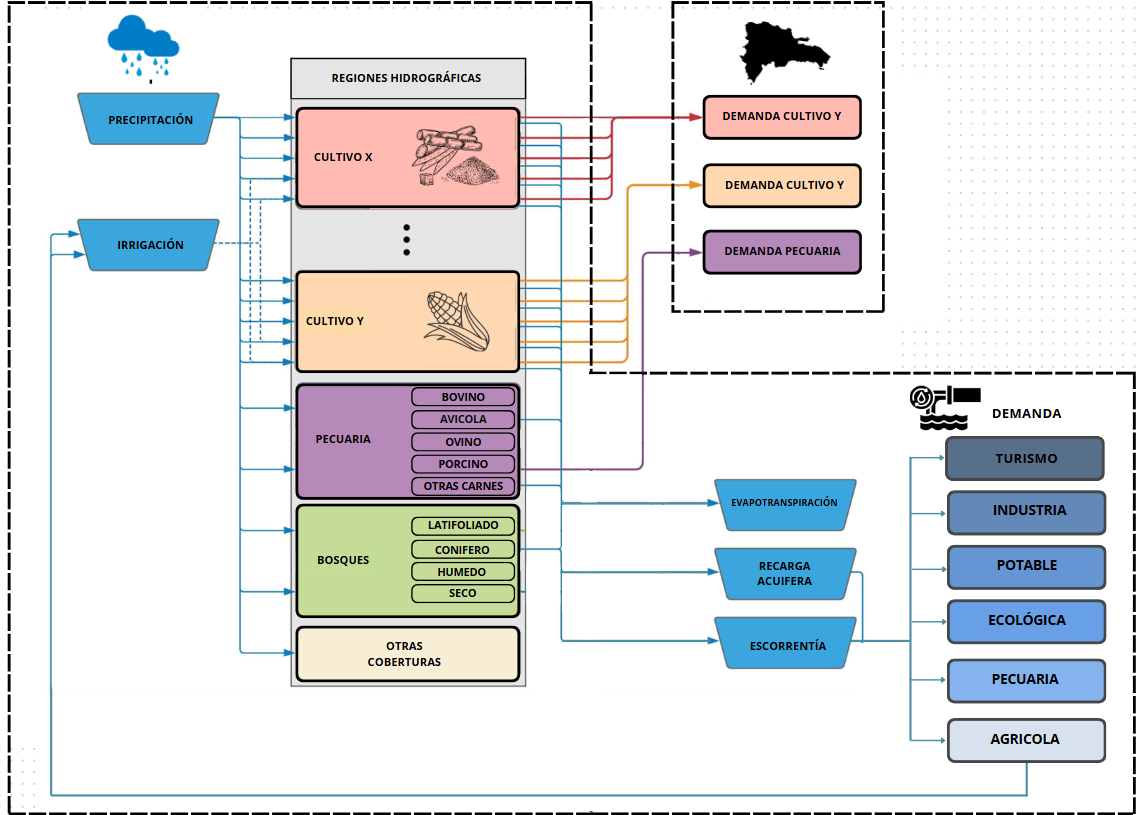 REGIONES HIDROGRÁFICAS
PRECIPITACIÓN
IRRIGACIÓN
CULTIVO X
CULTIVO Y
PECUARIA
BOVINO
AVICOLA
OVINO
PORCINO
OTRAS CARNES
BOSQUES
LATIFOLIADO
CONIFERO
HUMEDO
SECO
OTRAS
COBERTURAS
DEMANDA CULTIVO Y
DEMANDA CULTIVO Y
DEMANDA PECUARIA
EVAPOTRANSPIRACIÓN
RECARGA
ACUIFERA
ESCORRENTÍA
DEMANDA
TURISMO
INDUSTRIA
POTABLE
ECOLÓGICA
PECUARIA
AGRICOLA